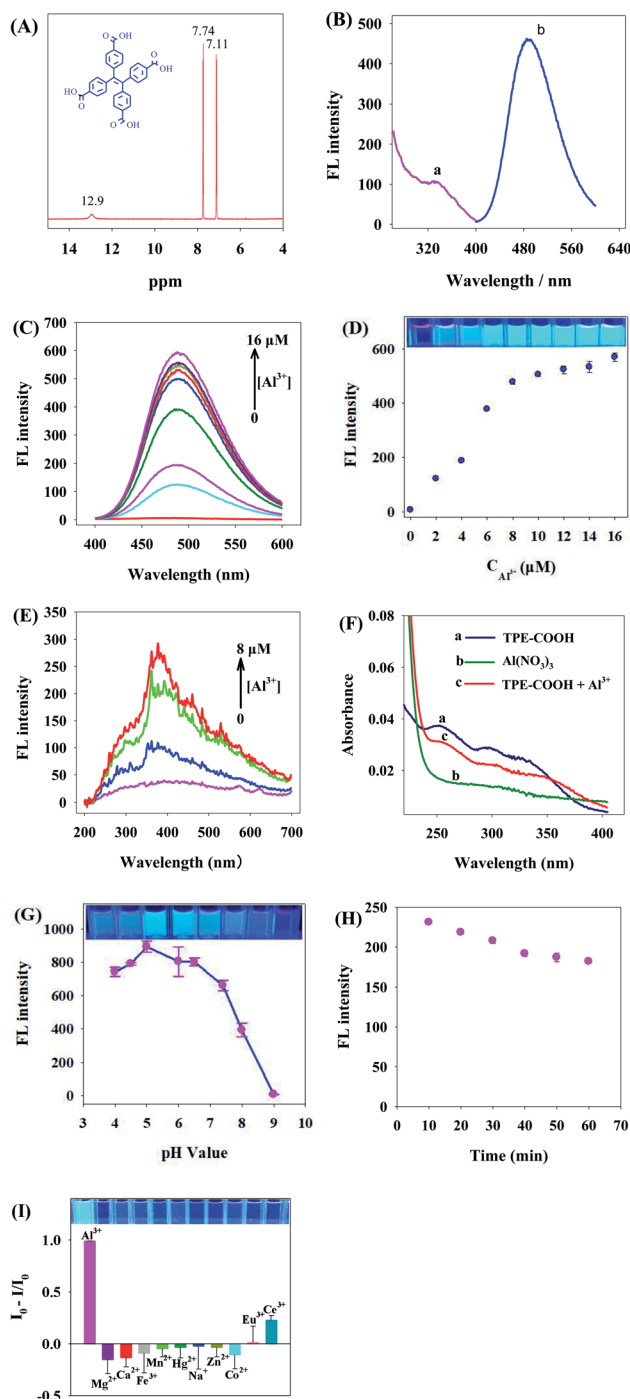 (A)
7.74
7.11
COOH
HOOC
COOH
COOH
12.9
15 12 10 8 6 4
ppm
(B)
FL intensity
500
400
300
200
100
0
a
b
320 400 480 560 640
Wavelength / nm
(C)
FL intensity
700
600
500
400
300
200
100
0
16 µM
[Al³⁺]
0
400 450 500 550 600
Wavelength (nm)
(D)
FL intensity
600
400
200
0
0 2 4 6 8 10 12 14 16
C Al³⁺ (µM)
(E)
FL intensity
350
300
250
200
150
100
50
0
8 µM
[Al³⁺]
0
200 300 400 500 600 700
Wavelength (nm)
(F)
Absorbance
0.08
0.06
0.04
0.02
a TPE-COOH
b Al(NO₃)₃
c TPE-COOH + Al³⁺
a
c
b
250 300 350 400
Wavelength (nm)
(G)
FL intensity
1000
800
600
400
200
0
3 4 5 6 7 8 9 10
pH Value
(H)
FL intensity
250
200
150
100
50
0
0 10 20 30 40 50 60 70
Time (min)
(I)
I₀ - I/I₀
1.0
0.5
0.0
-0.5
Al³⁺
Mg²⁺
Ca²⁺
Fe³⁺
Mn²⁺
Hg²⁺
Na⁺
Zn²⁺
Co²⁺
Eu³⁺
Ce³⁺